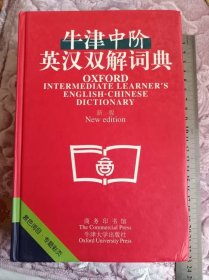 牛津中阶
英汉双解词典
OXFORD
INTERMEDIATE LEARNER'S
ENGLISH-CHINESE
DICTIONARY
新版
New edition
商务印书馆
The Commercial Press
牛津大学出版社
Oxford University Press